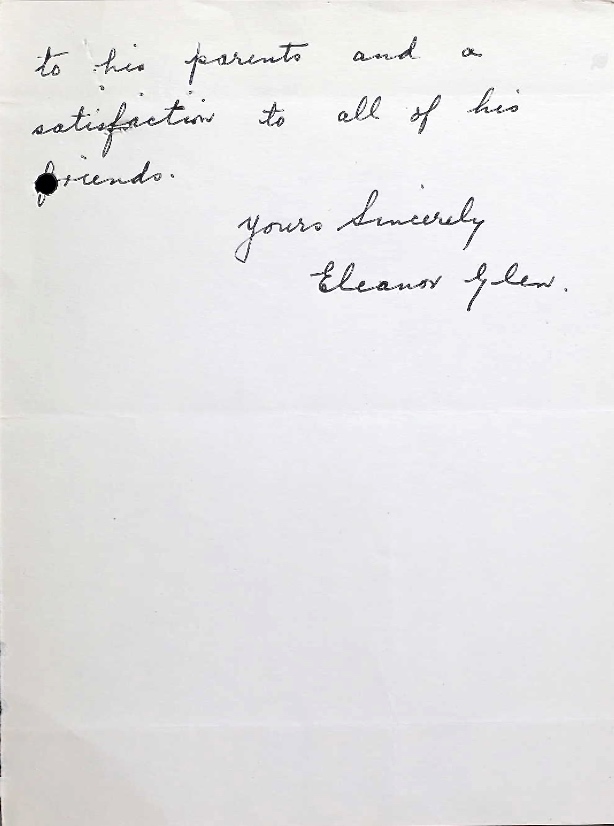 to his parents and a
satisfaction to all of his
friends.
Yours Sincerely
Eleanor Glen.